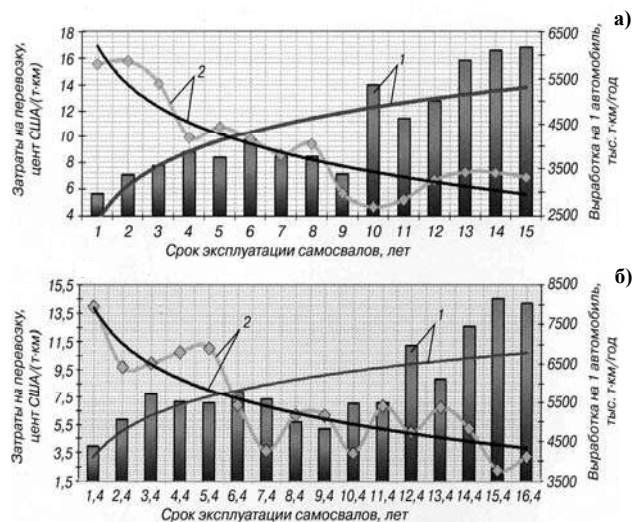 а)
Затраты на перевозку,
цент США/(т·км)
18
16
14
12
10
8
6
4
6500
5500
4500
3500
2500
Выработка на 1 автомобиль,
тыс. т·км/год
2
1
1 2 3 4 5 6 7 8 9 10 11 12 13 14 15
Срок эксплуатации самосвалов, лет
б)
Затраты на перевозку,
цент США/(т·км)
15,5
13,5
11,5
9,5
7,5
5,5
3,5
1,5
8500
7500
6500
5500
4500
3500
Выработка на 1 автомобиль,
тыс. т·км/год
2
1
1,4 2,4 3,4 4,4 5,4 6,4 7,4 8,4 9,4 10,4 11,4 12,4 13,4 14,4 15,4 16,4
Срок эксплуатации самосвалов, лет